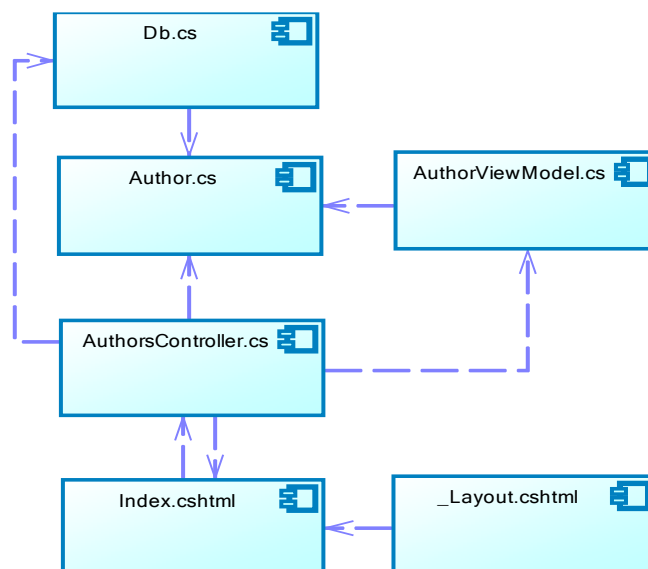 Db.cs
Author.cs
AuthorViewModel.cs
AuthorsController.cs
Index.cshtml
_Layout.cshtml